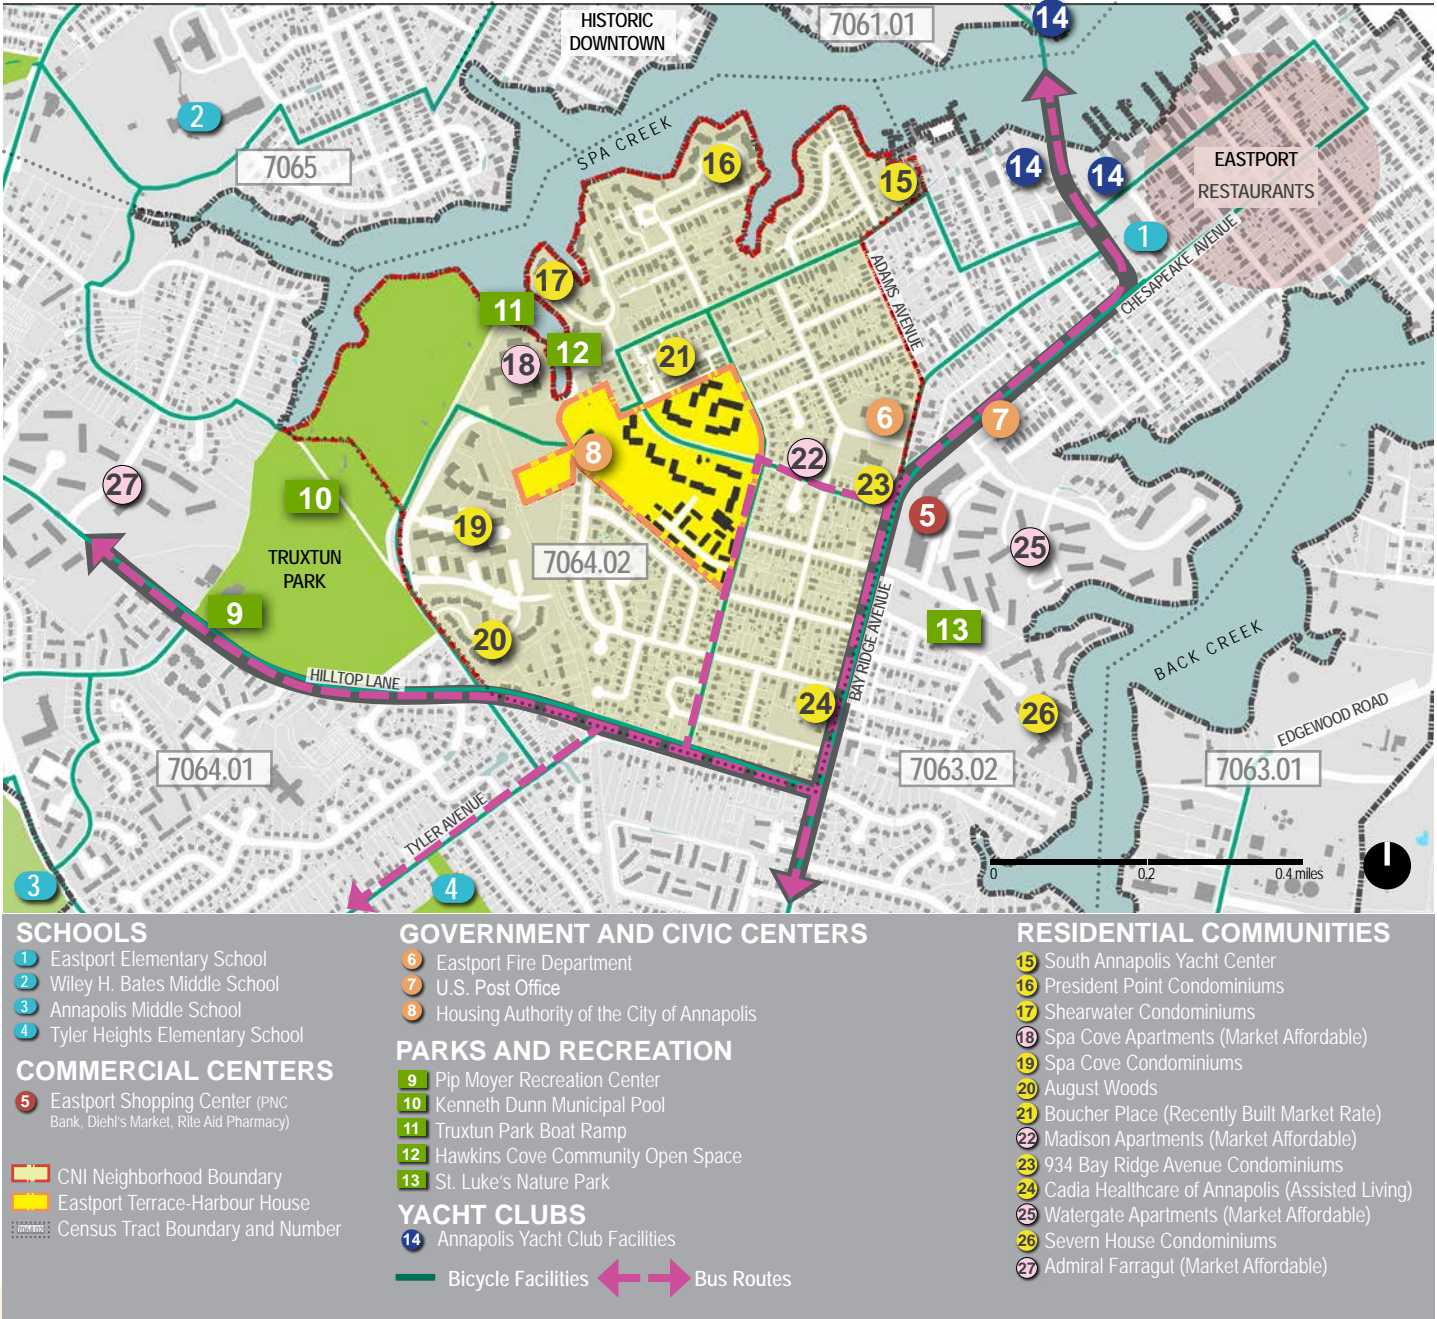 HISTORIC
DOWNTOWN
7061.01
14
2
7065
SPA CREEK
16
15
14
14
EASTPORT
RESTAURANTS
1
CHESAPEAKE AVENUE
ADAMS AVENUE
17
11
12
18
21
6
7
8
22
23
5
27
10
TRUXTUN
PARK
19
7064.02
25
9
20
13
BAY RIDGE AVENUE
BACK CREEK
HILLTOP LANE
24
26
EDGEWOOD ROAD
7064.01
7063.02
7063.01
TYLER AVENUE
3
4
0
0.2
0.4 miles
SCHOOLS
1 Eastport Elementary School
2 Wiley H. Bates Middle School
3 Annapolis Middle School
4 Tyler Heights Elementary School
COMMERCIAL CENTERS
5 Eastport Shopping Center (PNC
Bank, Diehl's Market, Rite Aid Pharmacy)
CNI Neighborhood Boundary
Eastport Terrace-Harbour House
7064.02 Census Tract Boundary and Number
GOVERNMENT AND CIVIC CENTERS
6 Eastport Fire Department
7 U.S. Post Office
8 Housing Authority of the City of Annapolis
PARKS AND RECREATION
9 Pip Moyer Recreation Center
10 Kenneth Dunn Municipal Pool
11 Truxtun Park Boat Ramp
12 Hawkins Cove Community Open Space
13 St. Luke's Nature Park
YACHT CLUBS
14 Annapolis Yacht Club Facilities
Bicycle Facilities
Bus Routes
RESIDENTIAL COMMUNITIES
15 South Annapolis Yacht Center
16 President Point Condominiums
17 Shearwater Condominiums
18 Spa Cove Apartments (Market Affordable)
19 Spa Cove Condominiums
20 August Woods
21 Boucher Place (Recently Built Market Rate)
22 Madison Apartments (Market Affordable)
23 934 Bay Ridge Avenue Condominiums
24 Cadia Healthcare of Annapolis (Assisted Living)
25 Watergate Apartments (Market Affordable)
26 Severn House Condominiums
27 Admiral Farragut (Market Affordable)